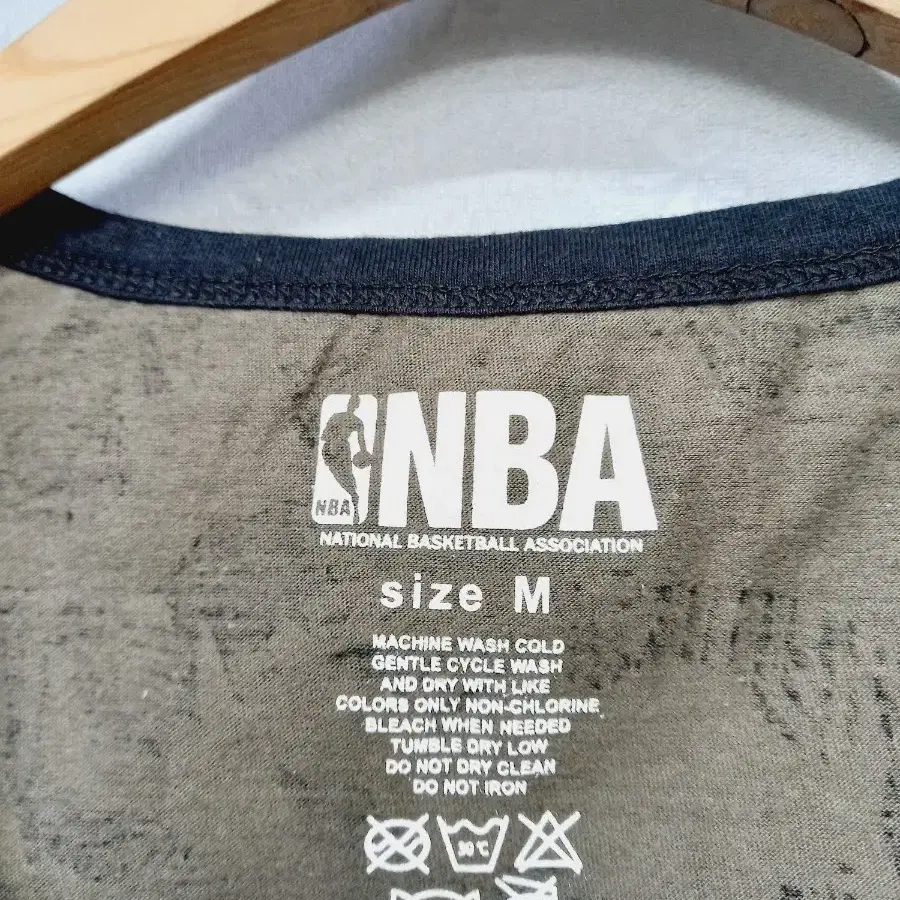 NBA
NBA
NATIONAL BASKETBALL ASSOCIATION
size M
MACHINE WASH COLD
GENTLE CYCLE WASH
AND DRY WITH LIKE
COLORS ONLY NON-CHLORINE
BLEACH WHEN NEEDED
TUMBLE DRY LOW
DO NOT DRY CLEAN
DO NOT IRON
30°C